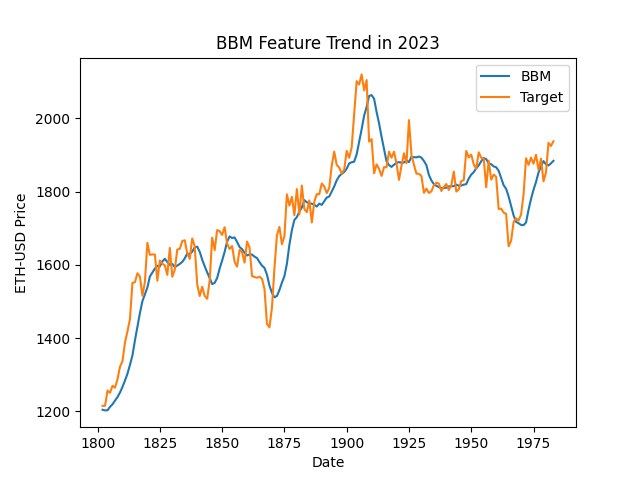 BBM Feature Trend in 2023
BBM
Target
ETH-USD Price
2000
1800
1600
1400
1200
1800 1825 1850 1875 1900 1925 1950 1975
Date